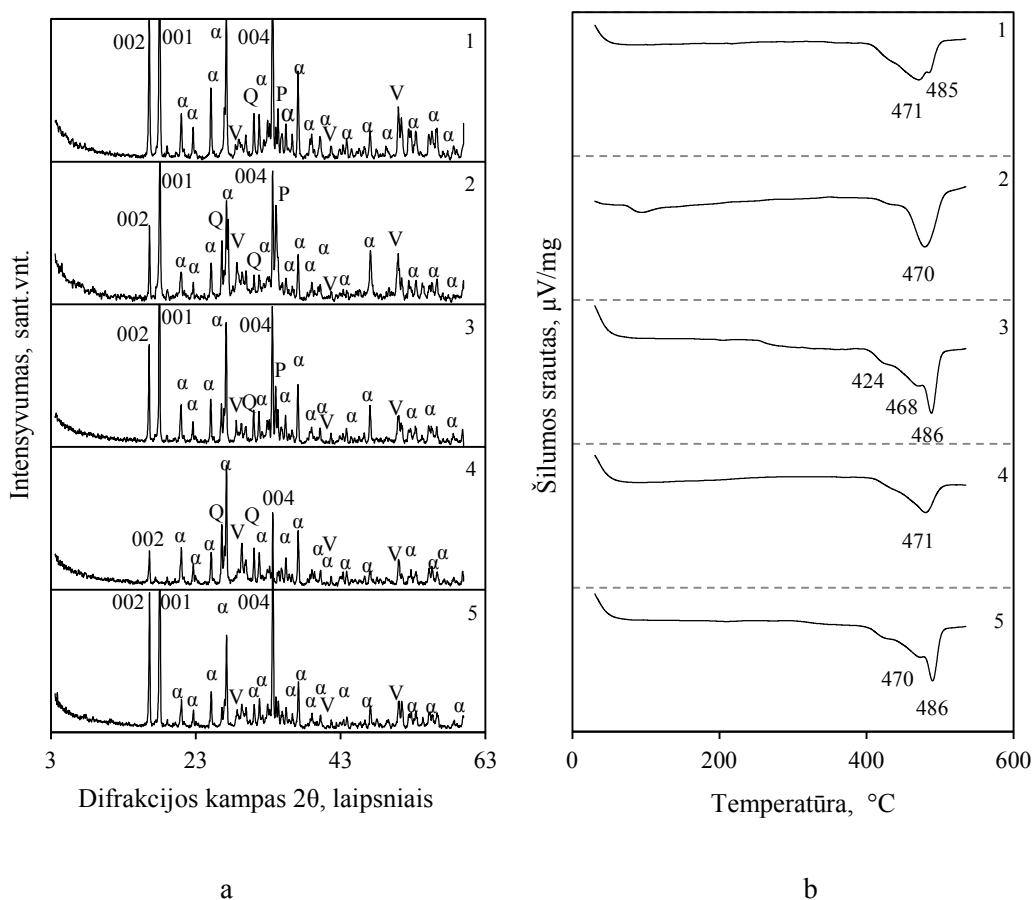 002
001
α
004
1
α
α
α
Q
α
P
α
α
V
α
α
V
α
α
V
α
α
α
α
002
001
α
004
2
P
α
α
α
Q
V
Q
α
α
α
α
V
α
α
V
α
α
α
002
001
α
004
3
P
α
α
α
α
V
Q
α
α
α
α
V
α
α
V
α
α
α
002
α
004
4
α
α
α
Q
V
Q
α
α
α
α
α
V
α
α
V
α
α
α
002
001
α
004
5
α
α
α
V
α
α
α
α
α
V
α
α
V
α
α
α
3
23
43
63
Difrakcijos kampas 2θ, laipsniais
Intensyvumas, sant.vnt.
a
1
471
485
2
470
3
424
468
486
4
471
5
470
486
0
200
400
600
Temperatūra, °C
Šilumos srautas, μV/mg
b